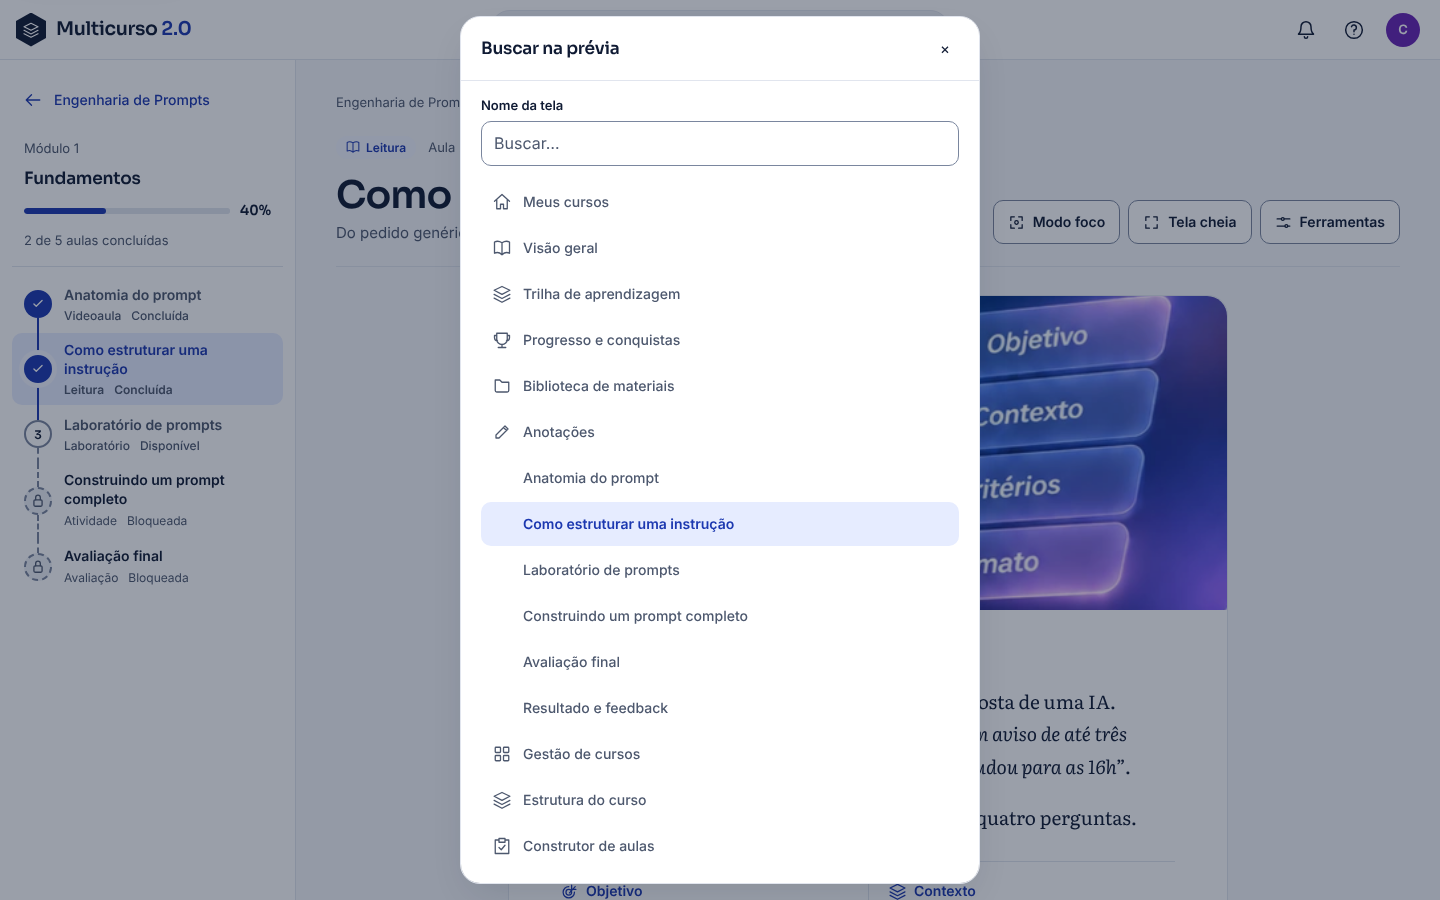 Multicurso 2.0
C
Engenharia de Prompts
Módulo 1
Fundamentos
40%
2 de 5 aulas concluídas
Anatomia do prompt
Videoaula Concluída
Como estruturar uma
instrução
Leitura Concluída
3
Laboratório de prompts
Laboratório Disponível
Construindo um prompt
completo
Atividade Bloqueada
Avaliação final
Avaliação Bloqueada
Engenharia de Prom
Leitura Aula
Como
Do pedido genéri
Modo foco
Tela cheia
Ferramentas
Buscar na prévia
×
Nome da tela
Buscar...
Meus cursos
Visão geral
Trilha de aprendizagem
Progresso e conquistas
Biblioteca de materiais
Anotações
Anatomia do prompt
Como estruturar uma instrução
Laboratório de prompts
Construindo um prompt completo
Avaliação final
Resultado e feedback
Gestão de cursos
Estrutura do curso
Construtor de aulas
Objetivo
Contexto
ritérios
mato
osta de uma IA.
aviso de até três
udou para as 16h”.
quatro perguntas.
Objetivo
Contexto